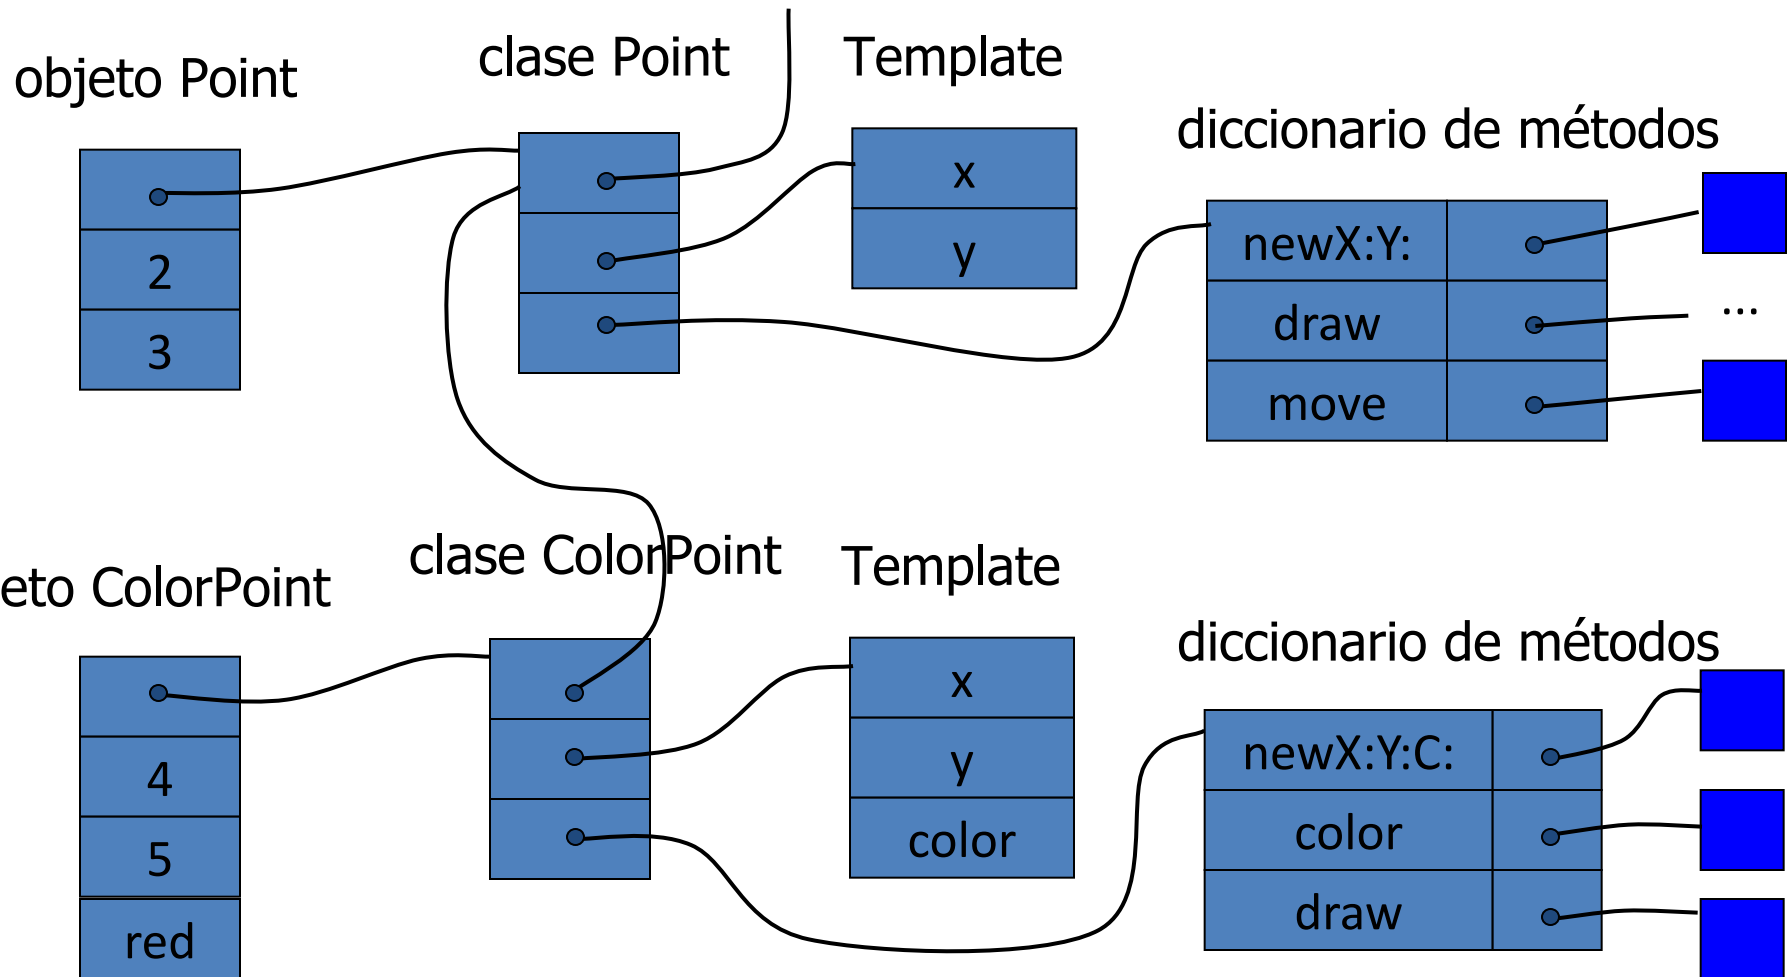 objeto Point
clase Point
Template
diccionario de métodos
2
3
x
y
newX:Y:
draw
move
...
eto ColorPoint
clase ColorPoint
Template
diccionario de métodos
4
5
red
x
y
color
newX:Y:C:
color
draw